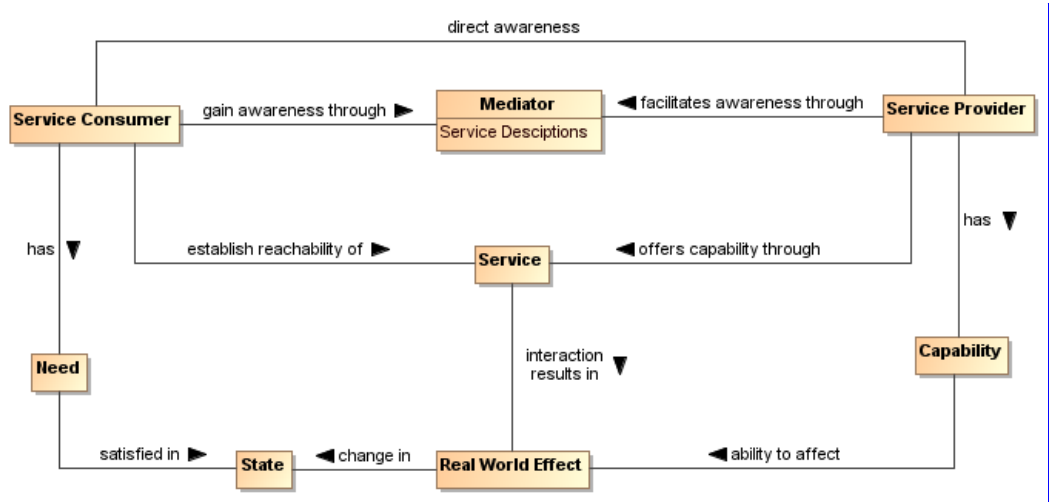 direct awareness
Service Consumer
gain awareness through
Mediator
Service Desciptions
facilitates awareness through
Service Provider
has
establish reachability of
Service
offers capability through
has
Need
interaction
results in
Capability
satisfied in
State
change in
Real World Effect
ability to affect